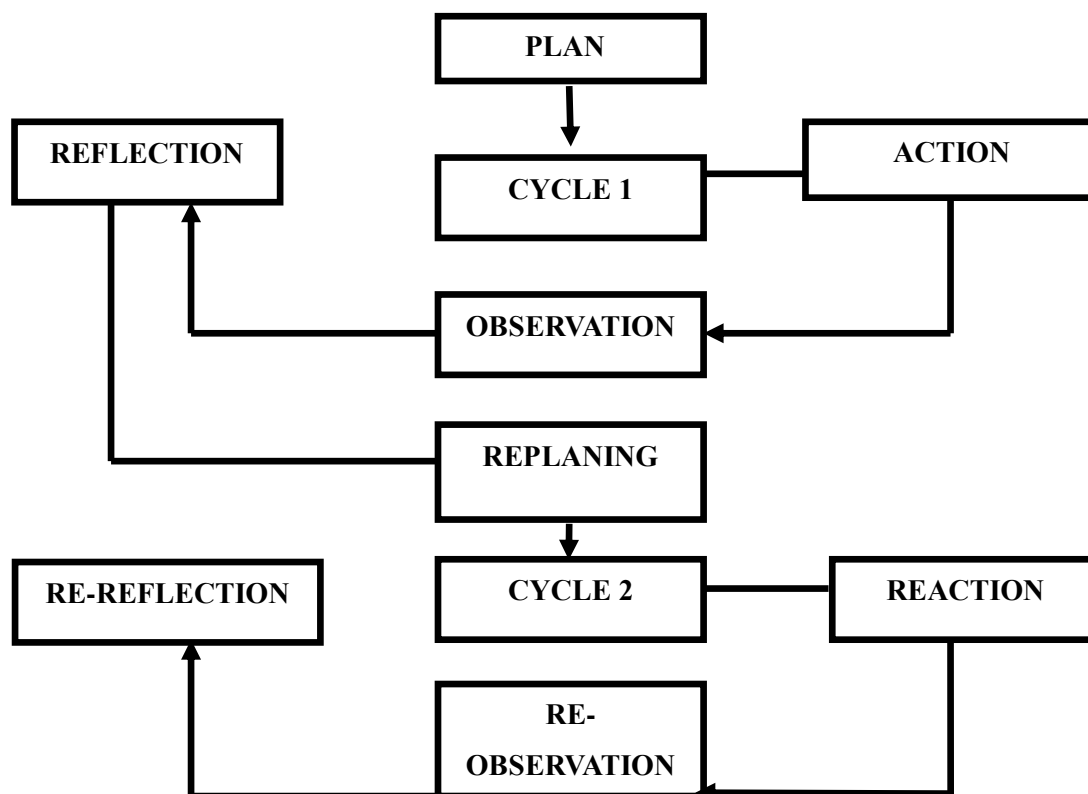 PLAN
REFLECTION
ACTION
CYCLE 1
OBSERVATION
REPLANING
RE-REFLECTION
CYCLE 2
REACTION
RE-
OBSERVATION